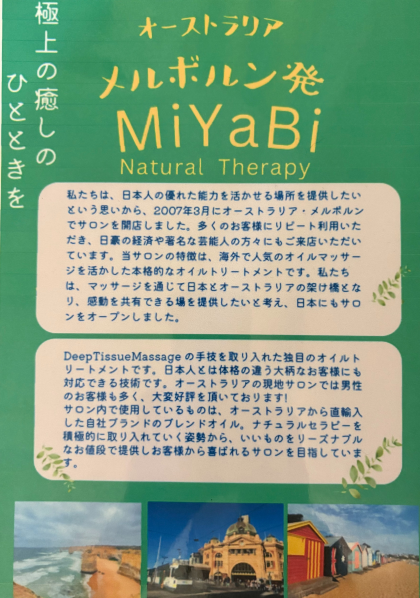 極上の癒しの
ひとときを
オーストラリア
メルボルン発
MiYaBi
Natural Therapy
私たちは、日本人の優れた能力を活かせる場所を提供したい
という思いから、2007年3月にオーストラリア・メルボルン
でサロンを開店しました。多くのお客様にリピート利用いた
だき、日豪の経済や著名な芸能人の方々にもご来店いただい
ています。当サロンの特徴は、海外で人気のオイルマッサー
ジを活かした本格的なオイルトリートメントです。私たち
は、マッサージを通じて日本とオーストラリアの架け橋とな
り、感動を共有できる場を提供したいと考え、日本にもサロ
ンをオープンしました。
DeepTissueMassage の手技を取り入れた独目のオイルト
リートメントです。日本人とは体格の違う大柄なお客様にも
対応できる技術です。オーストラリアの現地サロンでは男性
のお客様も多く、大変好評を頂いております!
サロン内で使用しているものは、オーストラリアから直輸入
した自社ブランドのブレンドオイル。ナチュラルセラピーを
積極的に取り入れていく姿勢から、いいものをリーズナブル
なお値段で提供しお客様から喜ばれるサロンを目指していま
す。